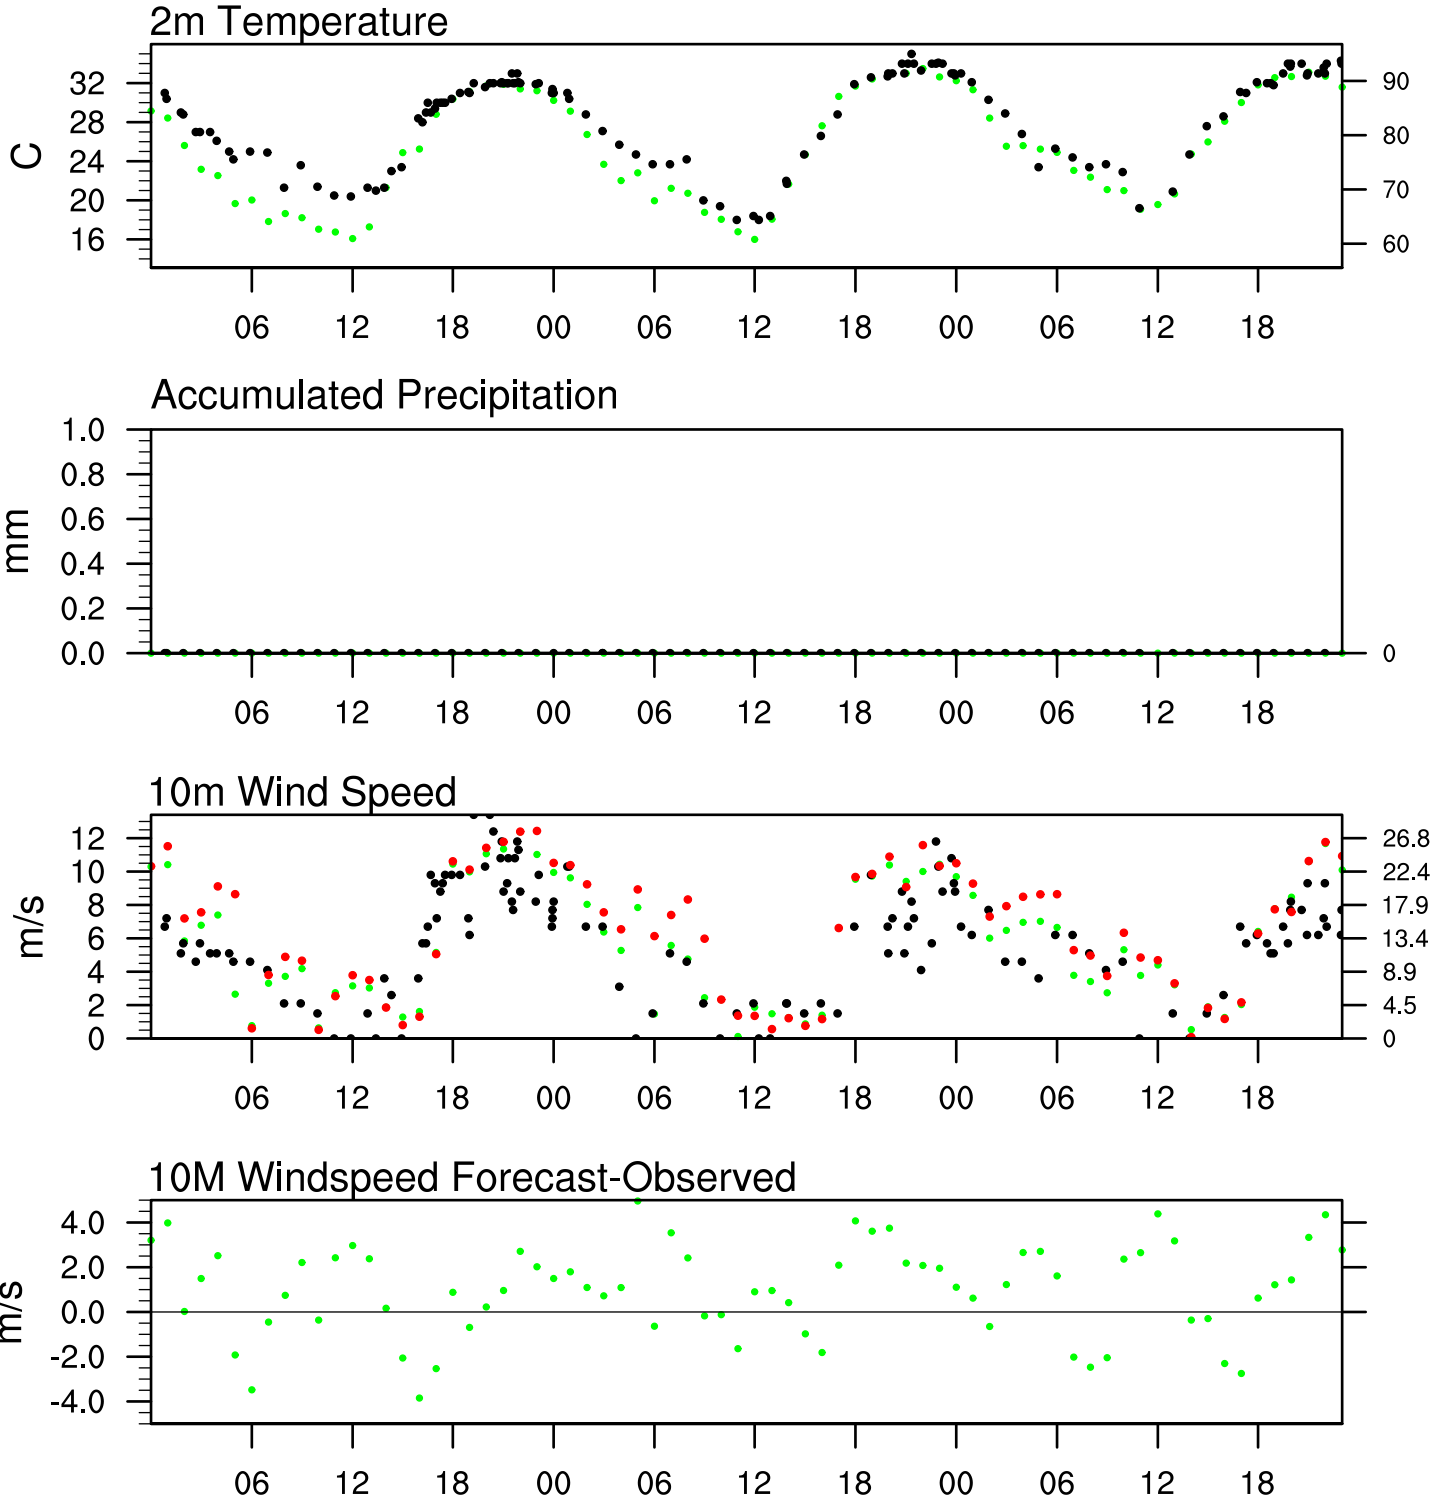 2m Temperature
32 90
28
80
24
C
20 70
16 60
06 12 18 00 06 12 18 00 06 12 18
Accumulated Precipitation
1.0
0.8
0.6
mm
0.4
0.2
0.0 0
06 12 18 00 06 12 18 00 06 12 18
10m Wind Speed
12 26.8
10 22.4
8 17.9
m/s
6 13.4
4 8.9
2 4.5
0 0
06 12 18 00 06 12 18 00 06 12 18
10M Windspeed Forecast-Observed
4.0
2.0
m/s
0.0
-2.0
-4.0
06 12 18 00 06 12 18 00 06 12 18